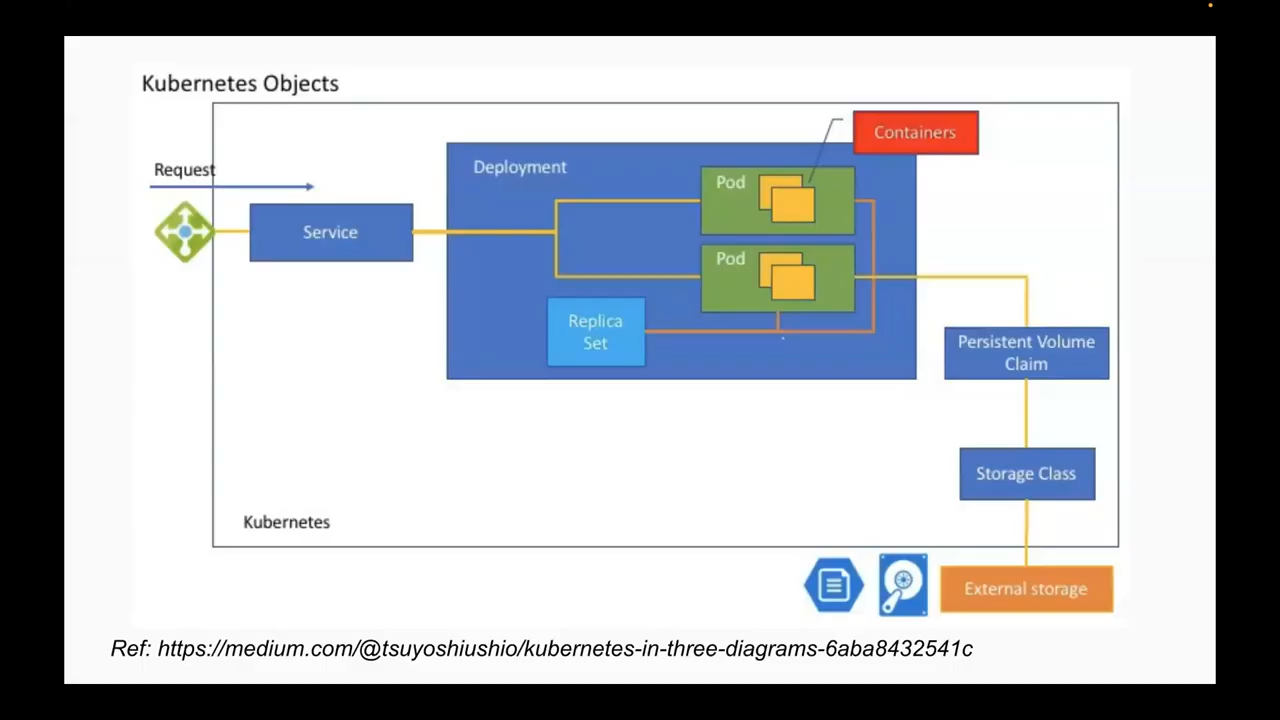 Kubernetes Objects
Containers
Request
Deployment
Pod
Service
Pod
Replica
Set
Persistent Volume
Claim
Storage Class
Kubernetes
External storage
Ref: https://medium.com/@tsuyoshiushio/kubernetes-in-three-diagrams-6aba8432541c